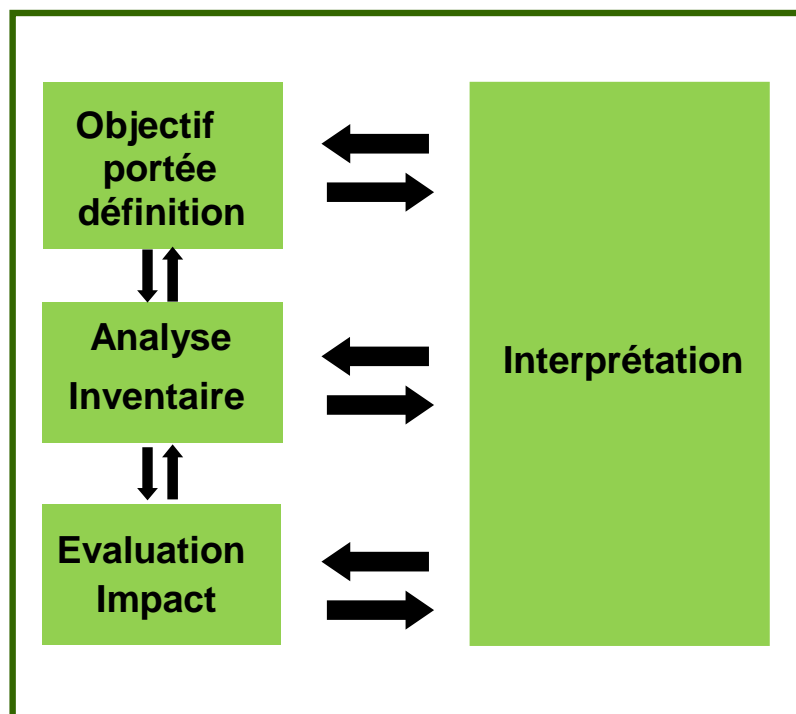 Objectif
portée
définition
Analyse
Inventaire
Interprétation
Evaluation
Impact